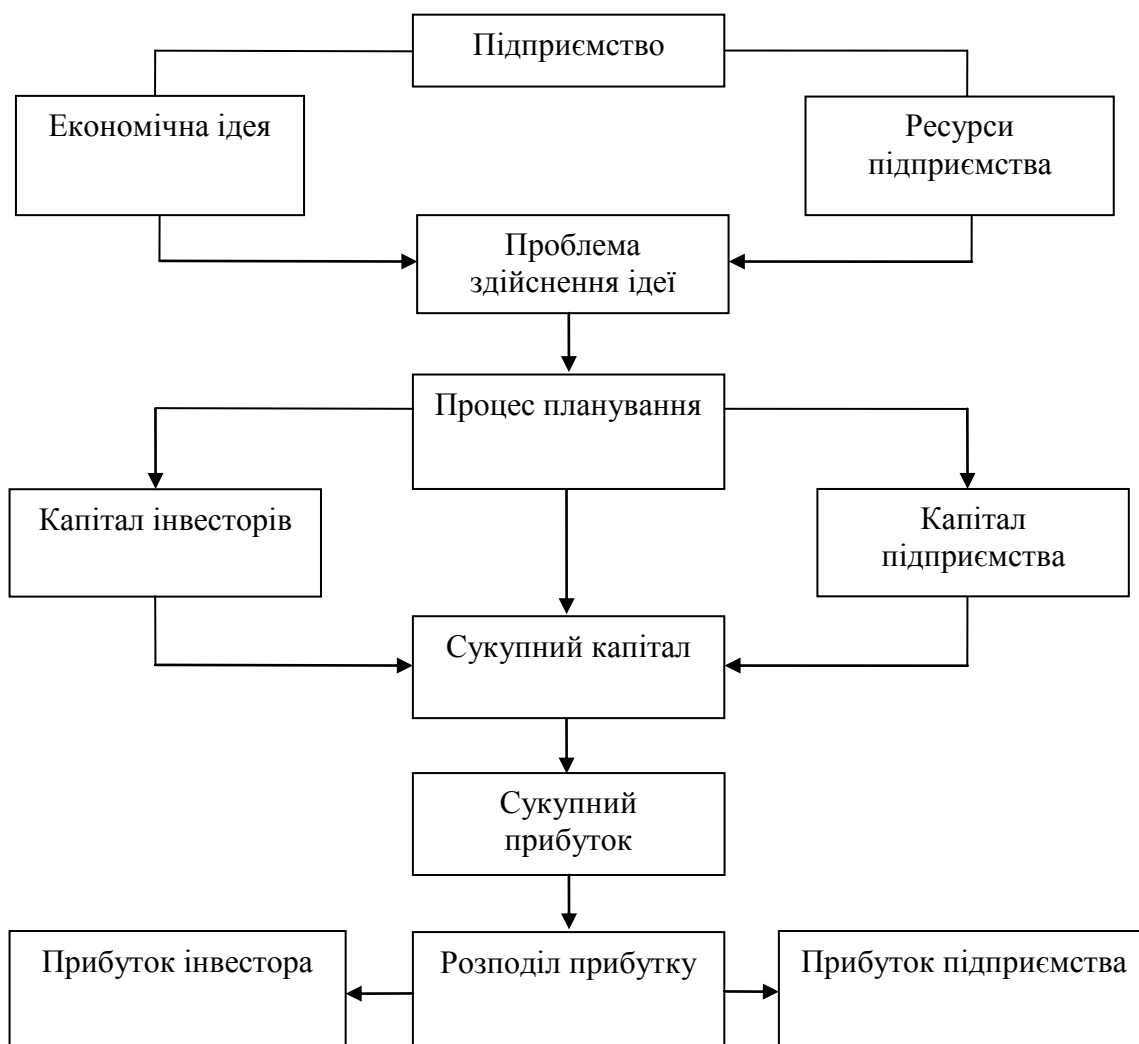 Підприємство
Економічна ідея
Ресурси
підприємства
Проблема
здійснення ідеї
Процес планування
Капітал інвесторів
Капітал
підприємства
Сукупний капітал
Сукупний
прибуток
Прибуток інвестора
Розподіл прибутку
Прибуток підприємства